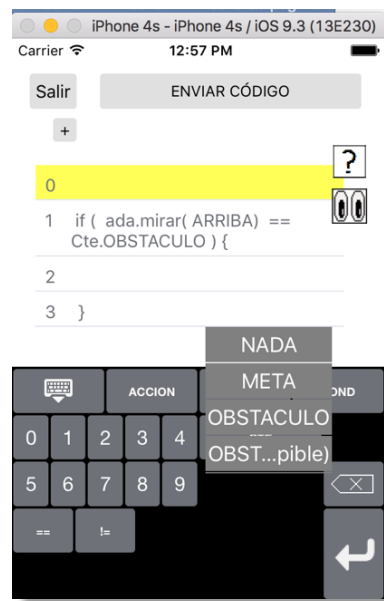 iPhone 4s - iPhone 4s / iOS 9.3 (13E230)
Carrier 12:57 PM
Salir ENVIAR CÓDIGO
+
?
0
1 if ( ada.mirar( ARRIBA) ==
Cte.OBSTACULO ) {
2
3 }
NADA
META
OBSTACULO
OBST...pible)
ACCION OND
0 1 2 3 4
5 6 7 8 9
== !=